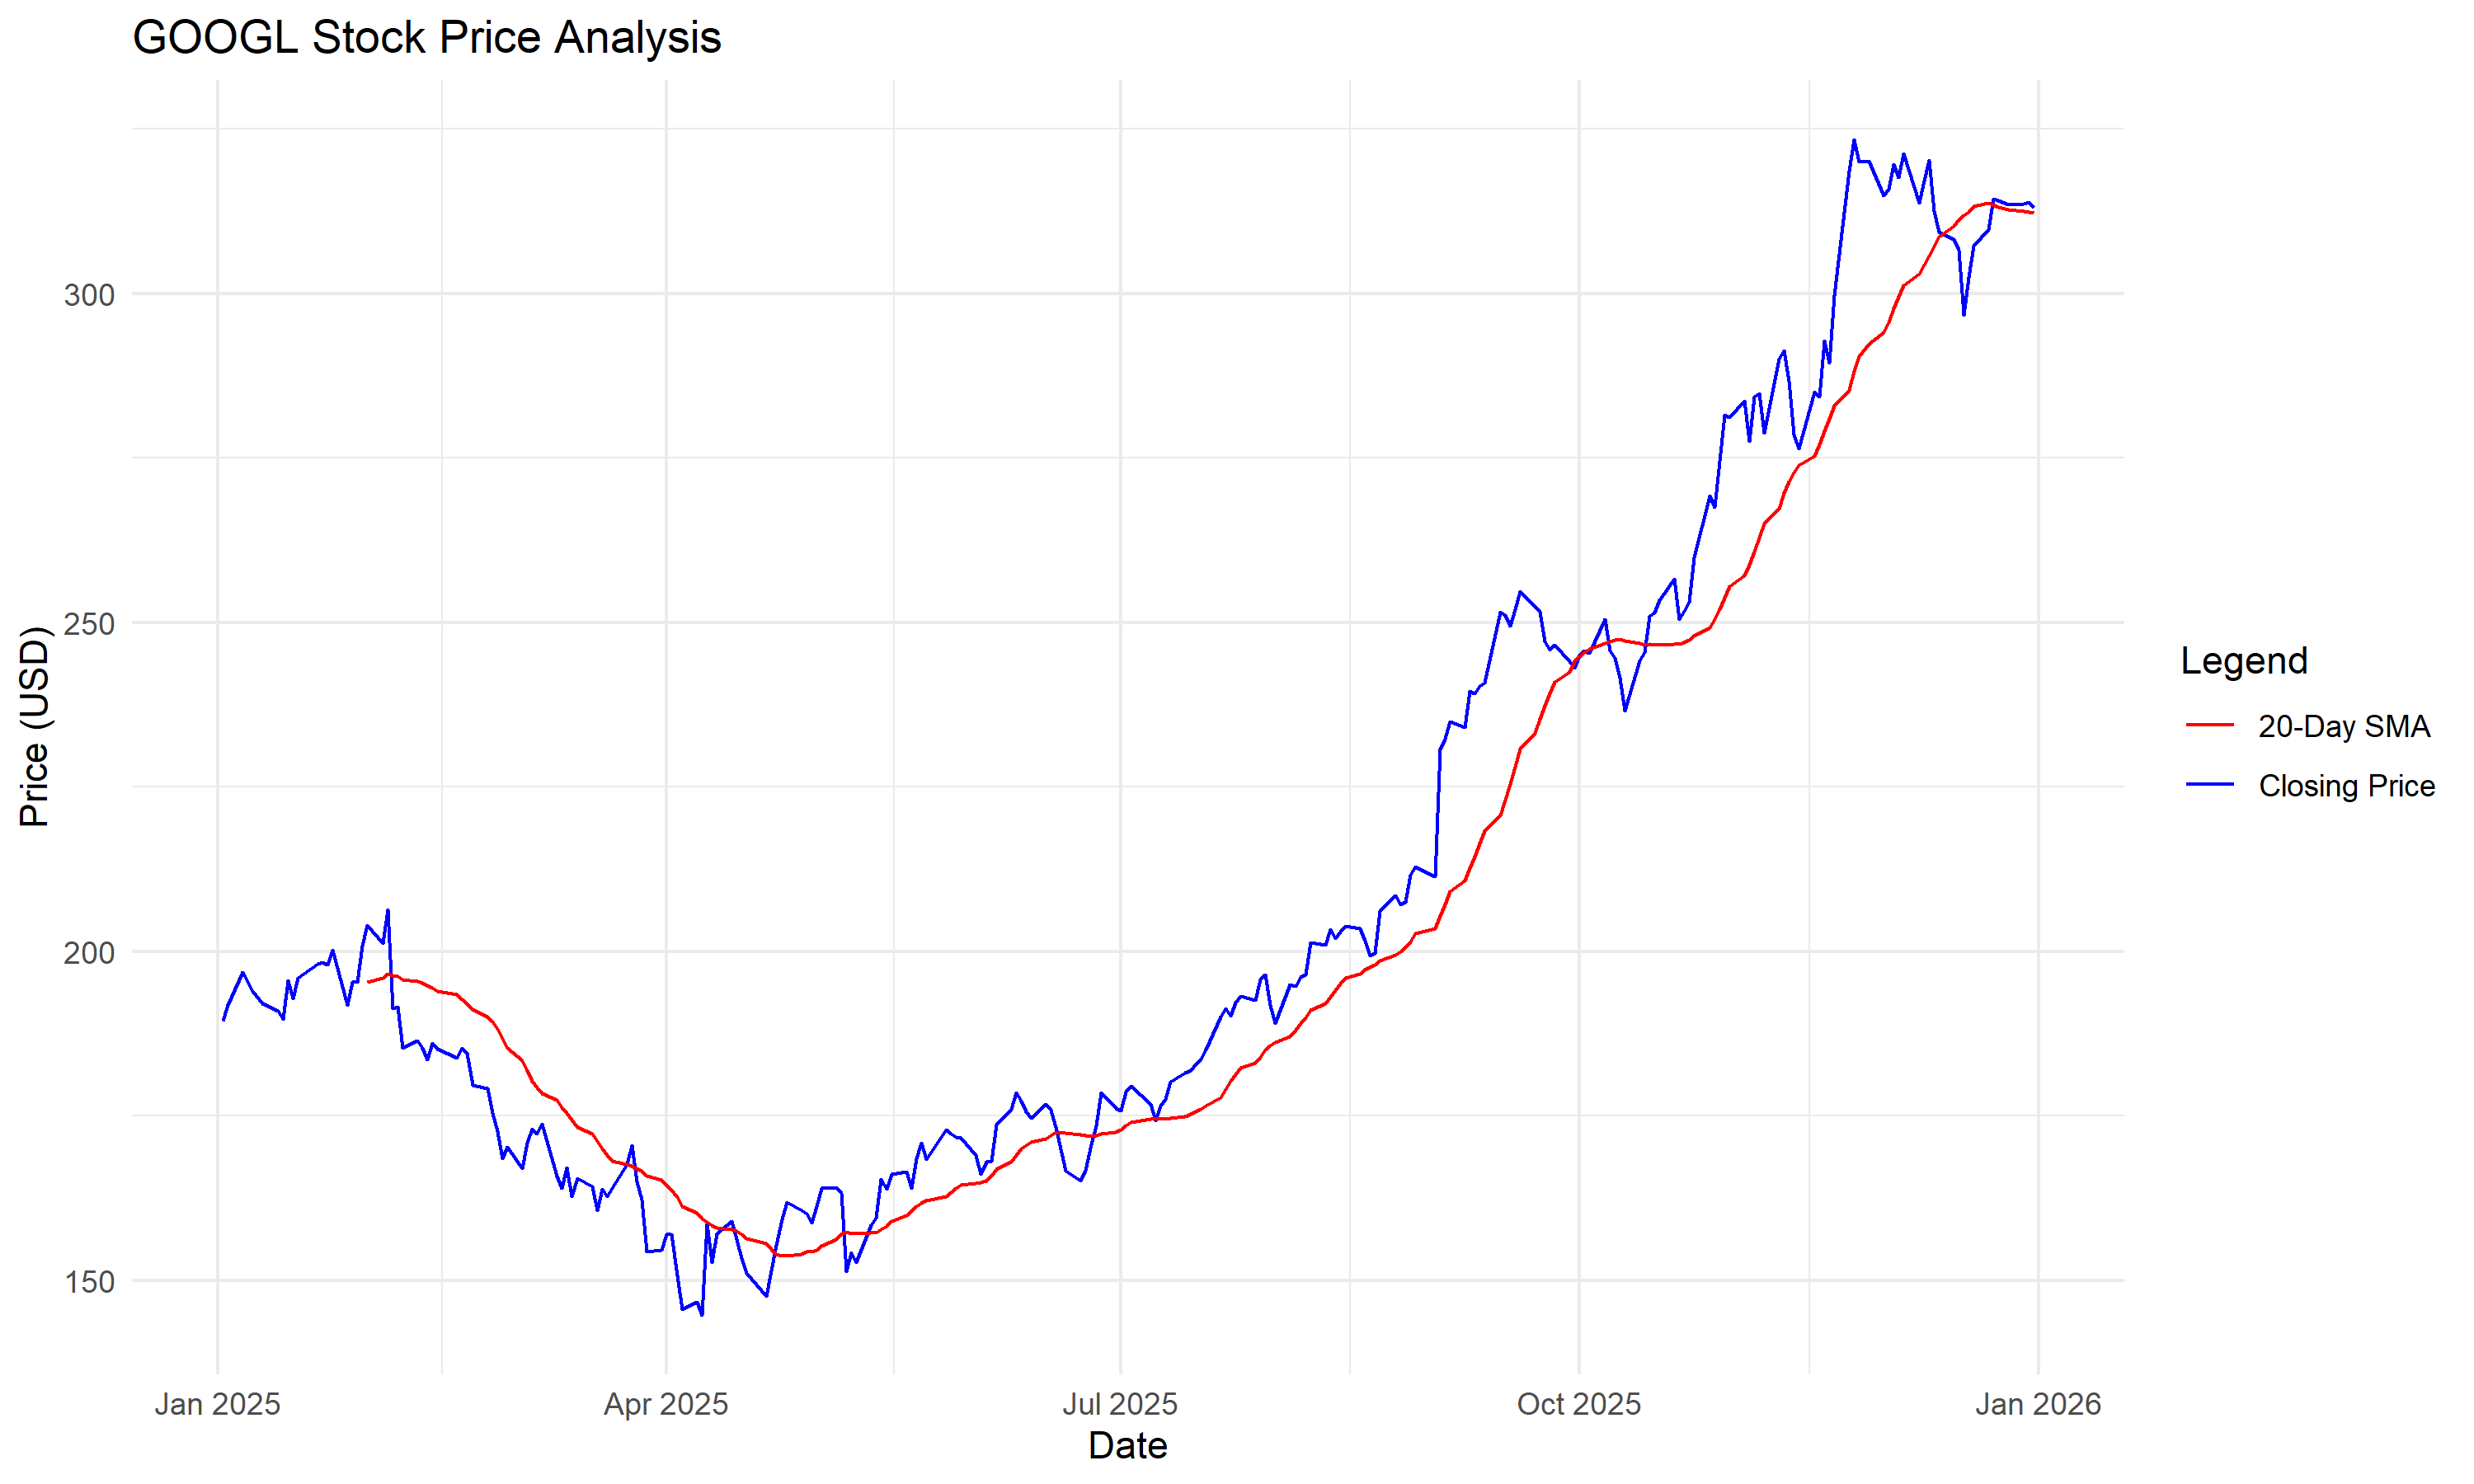 GOOGL Stock Price Analysis
Price (USD)
300
250
200
150
Jan 2025
Apr 2025
Jul 2025
Oct 2025
Jan 2026
Date
Legend
20-Day SMA
Closing Price